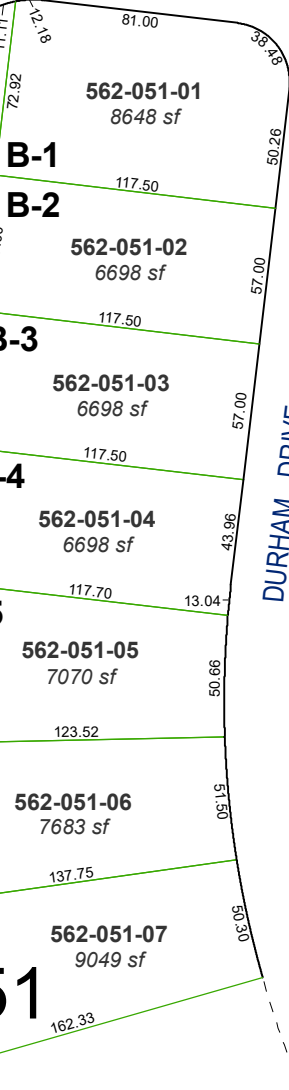 12.18
81.00
38.48
72.92
562-051-01
8648 sf
50.26
B-1
117.50
B-2
562-051-02
6698 sf
57.00
117.50
B-3
562-051-03
6698 sf
57.00
DURHAM DRIVE
117.50
-4
562-051-04
6698 sf
43.96
117.70
13.04
562-051-05
7070 sf
50.66
123.52
562-051-06
7683 sf
51.50
137.75
562-051-07
9049 sf
50.30
51
162.33